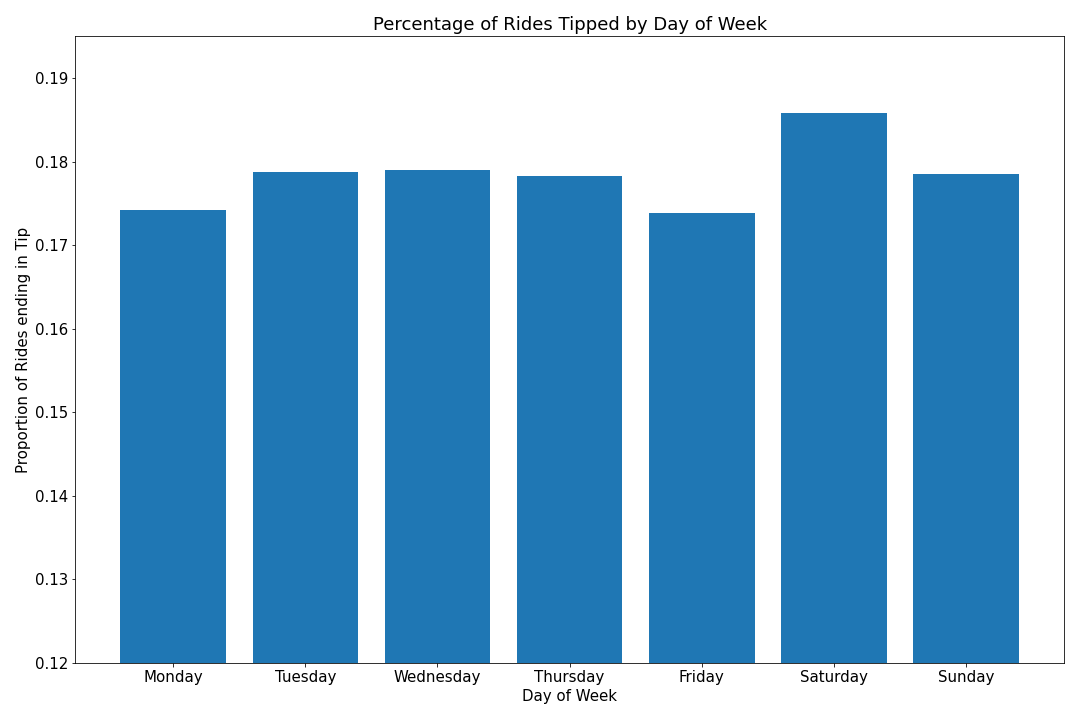 Percentage of Rides Tipped by Day of Week
Proportion of Rides ending in Tip
0.19
0.18
0.17
0.16
0.15
0.14
0.13
0.12
Monday Tuesday Wednesday Thursday Friday Saturday Sunday
Day of Week